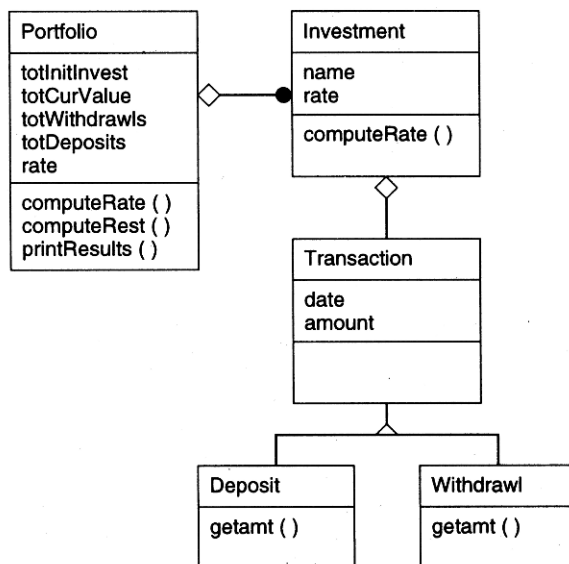 Portfolio
totInitInvest
totCurValue
totWithdrawls
totDeposits
rate
computeRate ( )
computeRest ( )
printResults ( )
Investment
name
rate
computeRate ( )
Transaction
date
amount
Deposit
getamt ( )
Withdrawl
getamt ( )